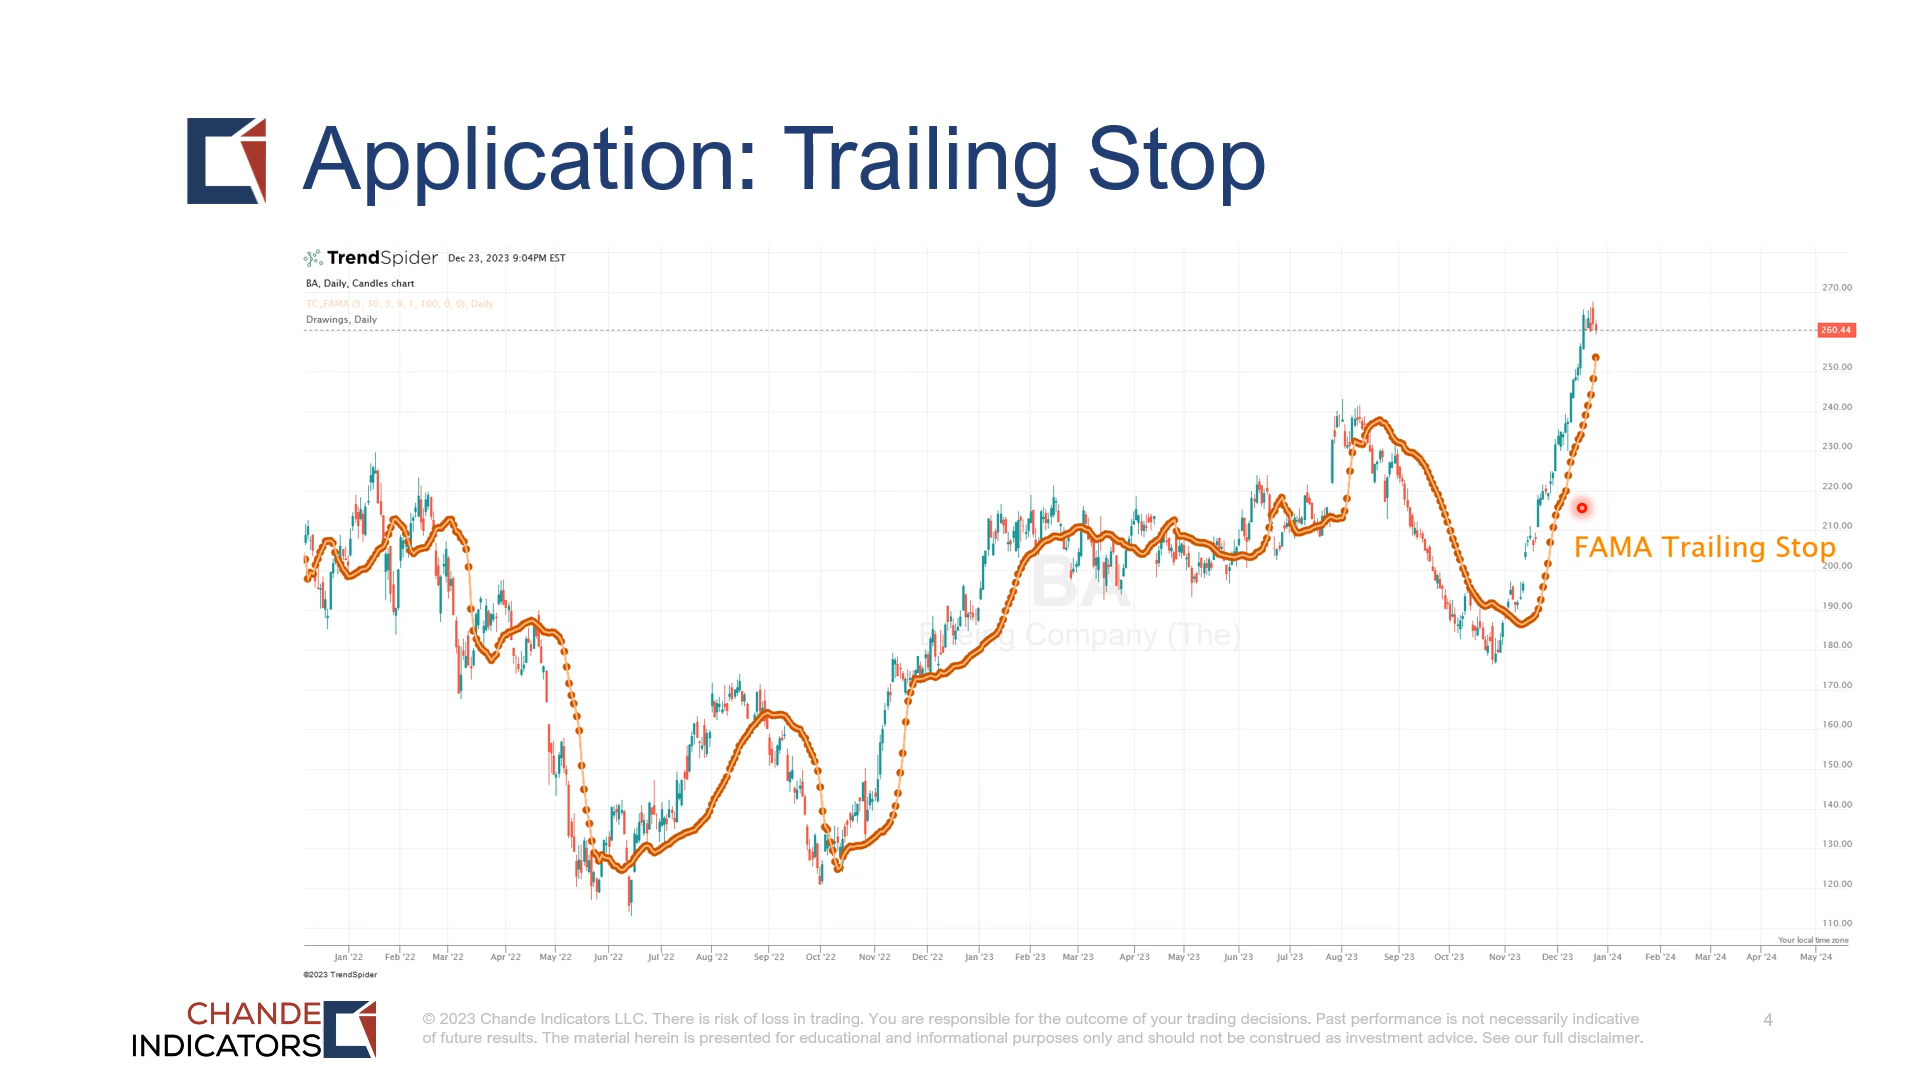 Application: Trailing Stop
TrendSpider Dec 23, 2023 9:04PM EST
BA, Daily, Candles chart
TC_FAMA (5, 30, 5, 9, 1, 100, 0, 0), Daily
Drawings, Daily
270.00
260.44
250.00
240.00
230.00
220.00
210.00
FAMA Trailing Stop
200.00
BA
Boeing Company (The)
190.00
180.00
170.00
160.00
150.00
140.00
130.00
120.00
110.00
Your local time zone
Jan '22 Feb '22 Mar '22 Apr '22 May '22 Jun '22 Jul '22 Aug '22 Sep '22 Oct '22 Nov '22 Dec '22 Jan '23 Feb '23 Mar '23 Apr '23 May '23 Jun '23 Jul '23 Aug '23 Sep '23 Oct '23 Nov '23 Dec '23 Jan '24 Feb '24 Mar '24 Apr '24 May '24
©2023 TrendSpider
CHANDE
INDICATORS
© 2023 Chande Indicators LLC. There is risk of loss in trading. You are responsible for the outcome of your trading decisions. Past performance is not necessarily indicative
of future results. The material herein is presented for educational and informational purposes only and should not be construed as investment advice. See our full disclaimer.
4